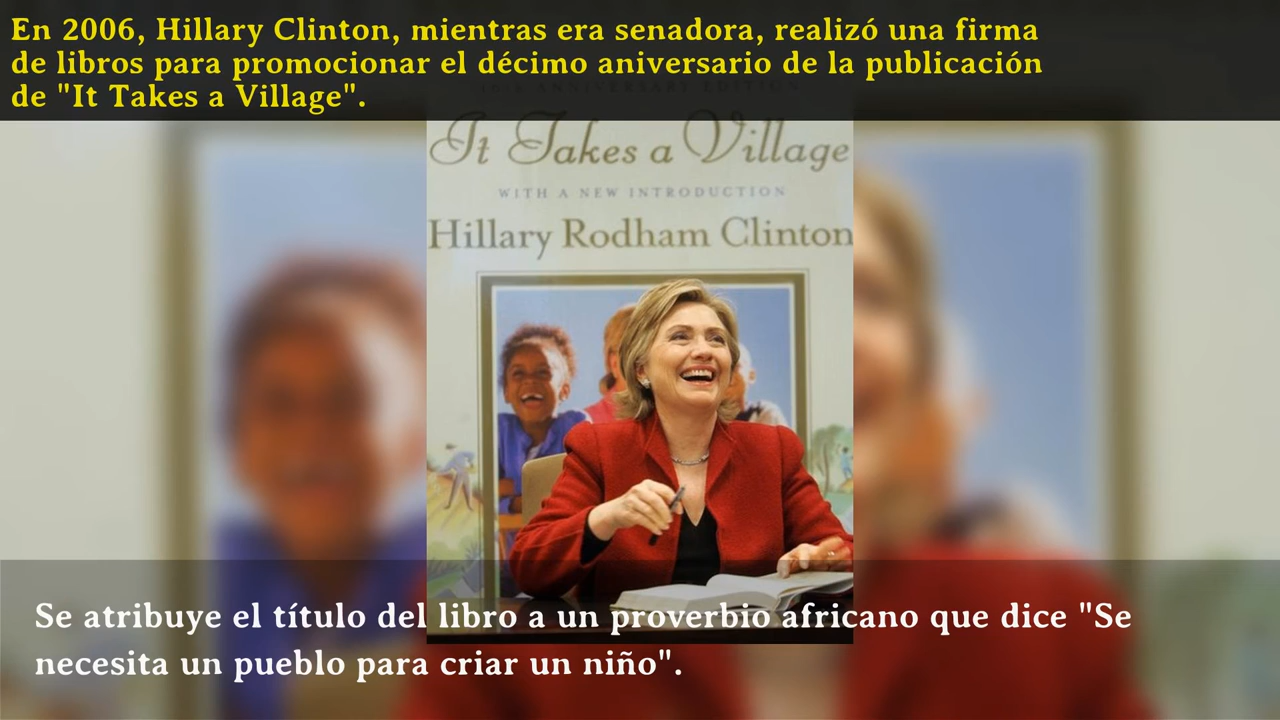 En 2006, Hillary Clinton, mientras era senadora, realizó una firma
de libros para promocionar el décimo aniversario de la publicación
de "It Takes a Village".
It Takes a Village
WITH A NEW INTRODUCTION
Hillary Rodham Clinton
Se atribuye el título del libro a un proverbio africano que dice "Se
necesita un pueblo para criar un niño".